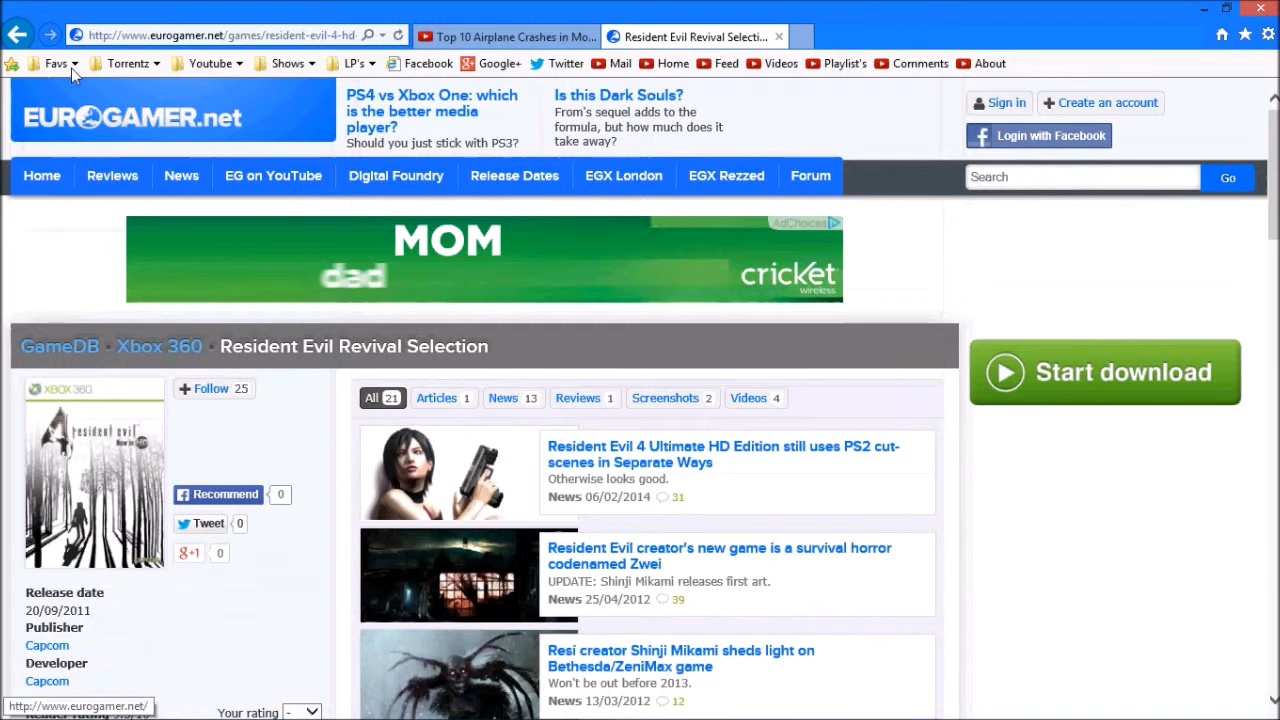 http://www.eurogamer.net/games/resident-evil-4-hd-
Top 10 Airplane Crashes in Mo...
Resident Evil Revival Selecti...
Favs
Torrentz
Youtube
Shows
LP's
Facebook
Google+
Twitter
Mail
Home
Feed
Videos
Playlist's
Comments
About
EUROGAMER.net
PS4 vs Xbox One: which
is the better media
player?
Should you just stick with PS3?
Is this Dark Souls?
From's sequel adds to the
formula, but how much does it
take away?
Sign in
Create an account
Login with Facebook
Home
Reviews
News
EG on YouTube
Digital Foundry
Release Dates
EGX London
EGX Rezzed
Forum
Search
Go
AdChoices
MOM
dad
cricket
wireless
GameDB · Xbox 360 · Resident Evil Revival Selection
Start download
XBOX 360
resident evil
Follow 25
Recommend 0
Tweet 0
g+1 0
Release date
20/09/2011
Publisher
Capcom
Developer
Capcom
All 21
Articles 1
News 13
Reviews 1
Screenshots 2
Videos 4
Resident Evil 4 Ultimate HD Edition still uses PS2 cut-
scenes in Separate Ways
Otherwise looks good.
News 06/02/2014 31
Resident Evil creator's new game is a survival horror
codenamed Zwei
UPDATE: Shinji Mikami releases first art.
News 25/04/2012 39
Resi creator Shinji Mikami sheds light on
Bethesda/ZeniMax game
Won't be out before 2013.
News 13/03/2012 12
http://www.eurogamer.net/
Your rating -